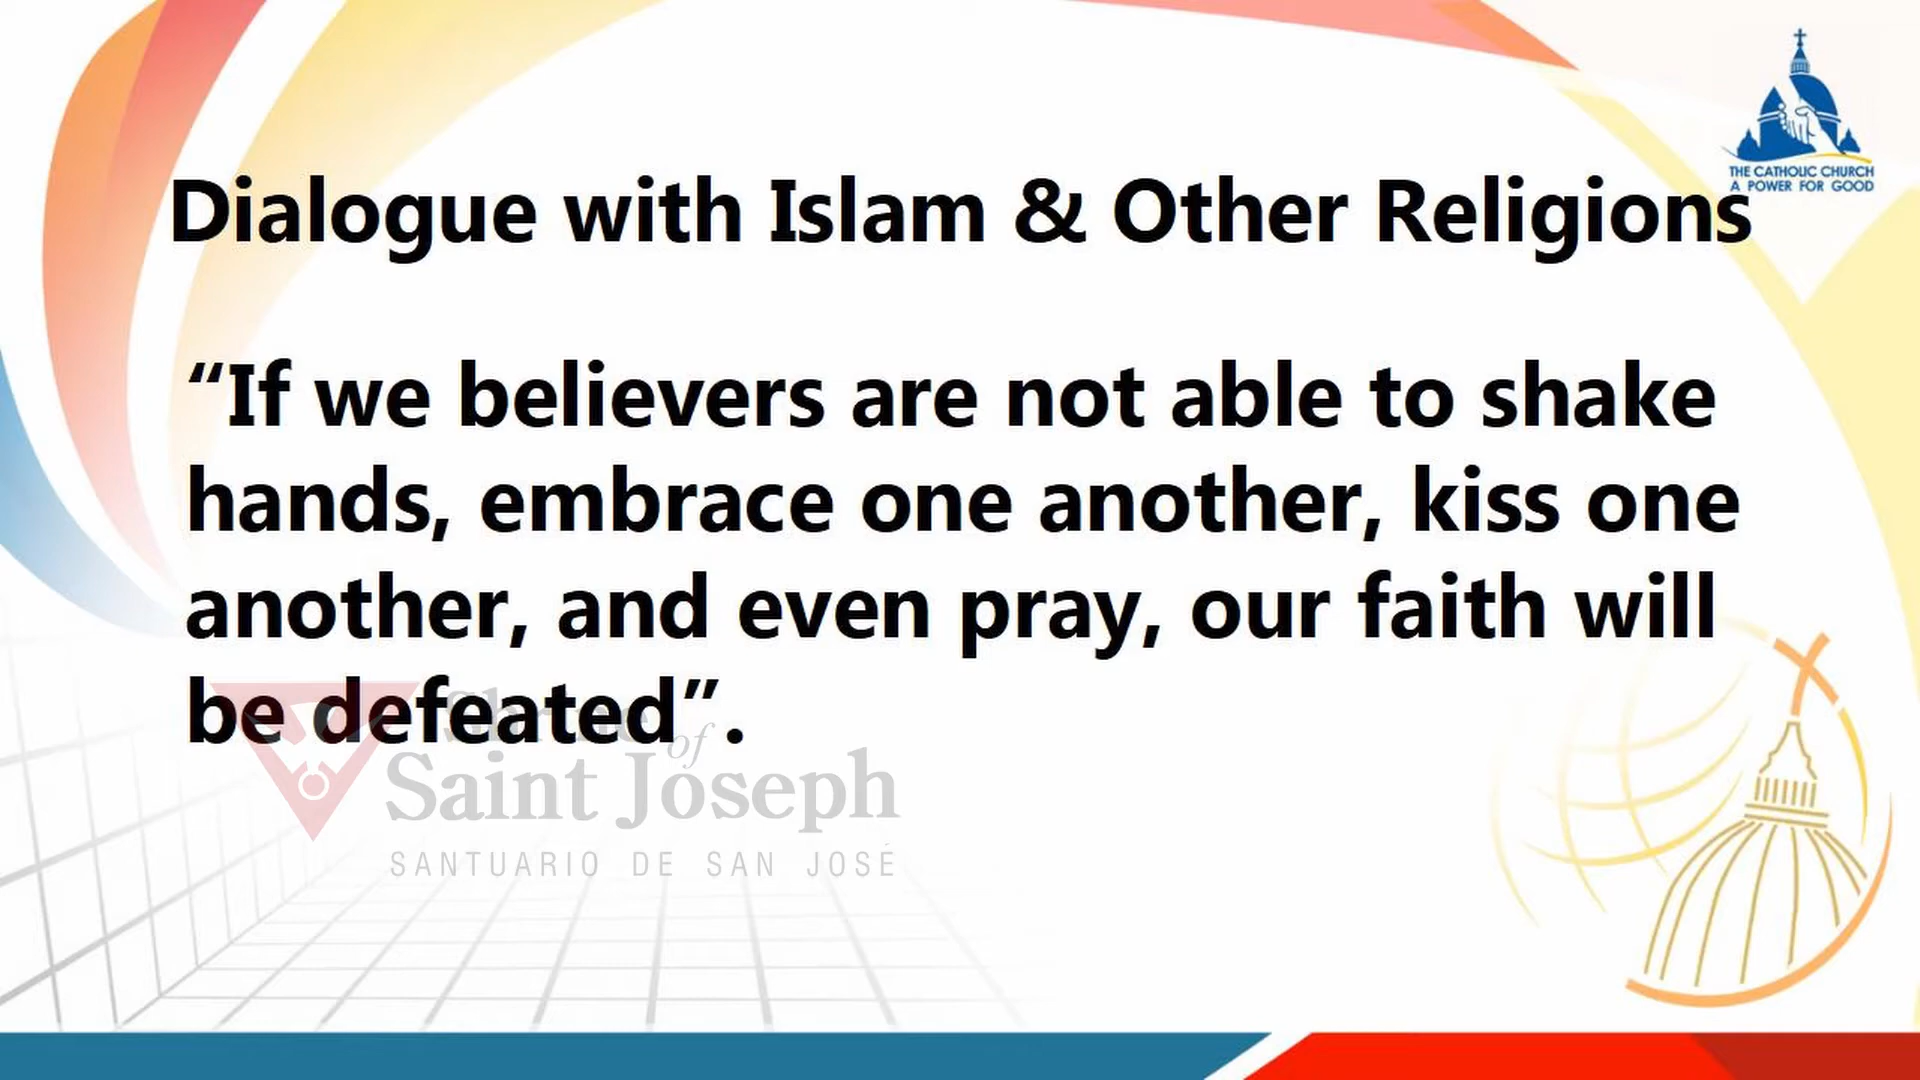 THE CATHOLIC CHURCH
A POWER FOR GOOD
Dialogue with Islam & Other Religions
“If we believers are not able to shake
hands, embrace one another, kiss one
another, and even pray, our faith will
be defeated”.
Shrine of
Saint Joseph
SANTUARIO DE SAN JOSÉ